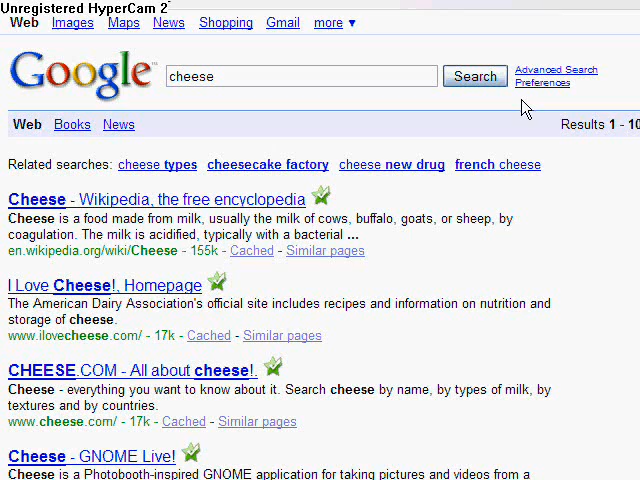 Unregistered HyperCam 2
Web Images Maps News Shopping Gmail more ▼
Google™ cheese Search Advanced Search
Preferences
Web Books News Results 1 - 10
Related searches: cheese types cheesecake factory cheese new drug french cheese
Cheese - Wikipedia, the free encyclopedia
Cheese is a food made from milk, usually the milk of cows, buffalo, goats, or sheep, by
coagulation. The milk is acidified, typically with a bacterial ...
en.wikipedia.org/wiki/Cheese - 155k - Cached - Similar pages
I Love Cheese!, Homepage
The American Dairy Association's official site includes recipes and information on nutrition and
storage of cheese.
www.ilovecheese.com/ - 17k - Cached - Similar pages
CHEESE.COM - All about cheese!.
Cheese - everything you want to know about it. Search cheese by name, by types of milk, by
textures and by countries.
www.cheese.com/ - 17k - Cached - Similar pages
Cheese - GNOME Live!
Cheese is a Photobooth-inspired GNOME application for taking pictures and videos from a